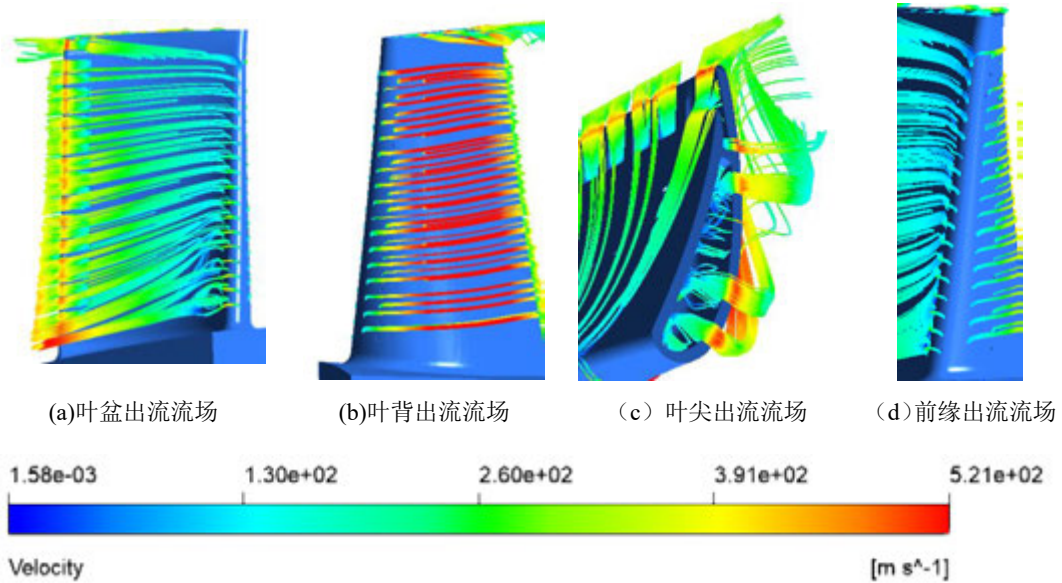 (a)叶盆出流流场
(b)叶背出流流场
（c）叶尖出流流场
（d）前缘出流流场
1.58e-03 1.30e+02 2.60e+02 3.91e+02 5.21e+02
Velocity [m s^-1]